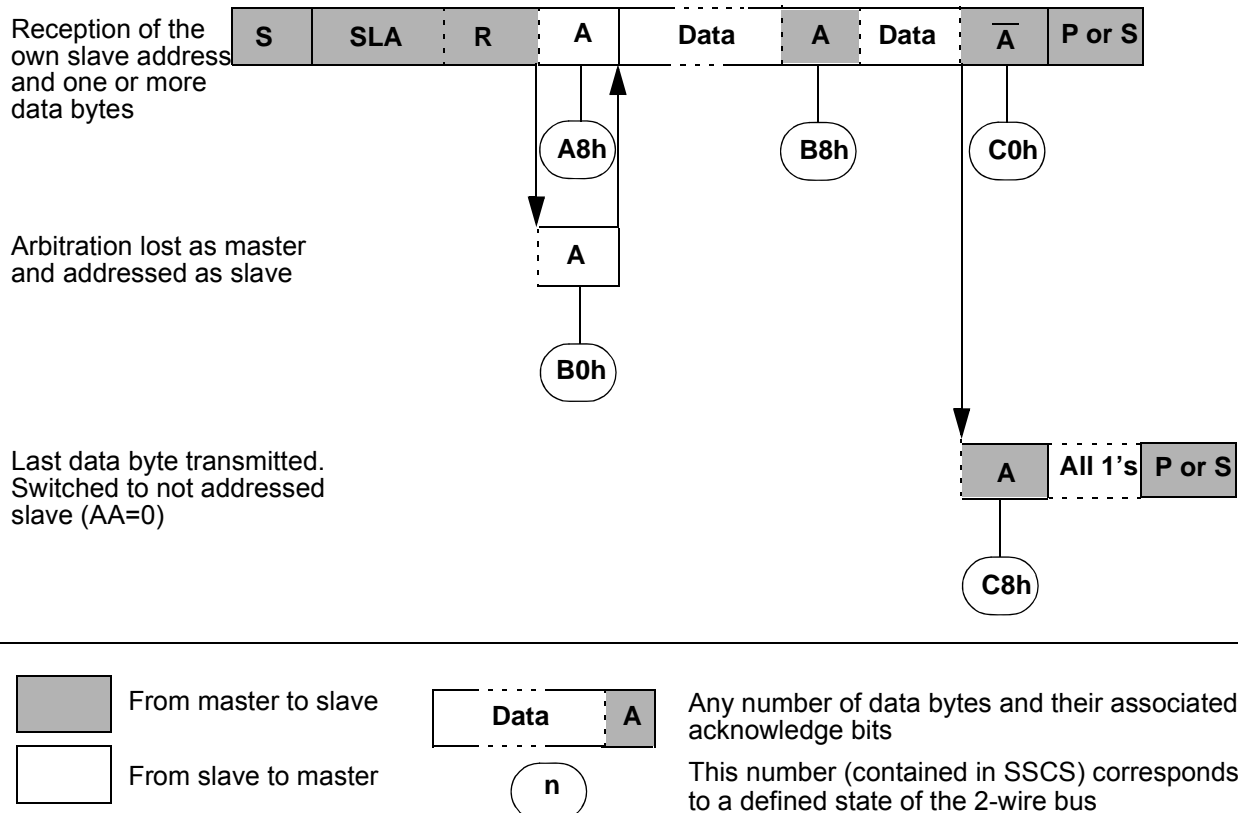 Reception of the
own slave address
and one or more
data bytes
S SLA R A Data A Data A̅ P or S
A8h B8h C0h
Arbitration lost as master
and addressed as slave
A
B0h
Last data byte transmitted.
Switched to not addressed
slave (AA=0)
A All 1's P or S
C8h
From master to slave
From slave to master
Data A
n
Any number of data bytes and their associated
acknowledge bits
This number (contained in SSCS) corresponds
to a defined state of the 2-wire bus